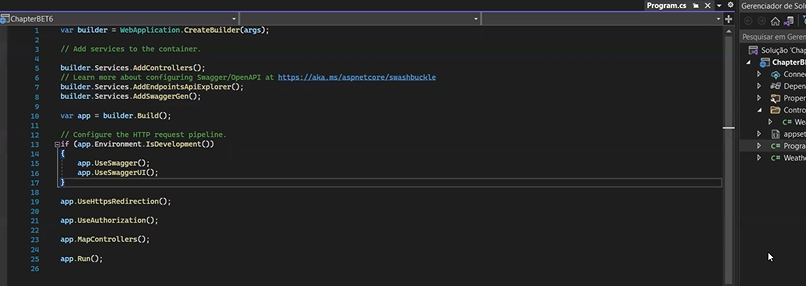 Program.cs
ChapterBET6
1 var builder = WebApplication.CreateBuilder(args);
2
3 // Add services to the container.
4
5 builder.Services.AddControllers();
6 // Learn more about configuring Swagger/OpenAPI at https://aka.ms/aspnetcore/swashbuckle
7 builder.Services.AddEndpointsApiExplorer();
8 builder.Services.AddSwaggerGen();
9
10 var app = builder.Build();
11
12 // Configure the HTTP request pipeline.
13 if (app.Environment.IsDevelopment())
14 {
15 app.UseSwagger();
16 app.UseSwaggerUI();
17 }
18
19 app.UseHttpsRedirection();
20
21 app.UseAuthorization();
22
23 app.MapControllers();
24
25 app.Run();
26
Gerenciador de Solu
Pesquisar em Gerenc
Solução 'Chap
ChapterBE
Conne
Depen
Proper
Contro
We
appset
Progra
Weath